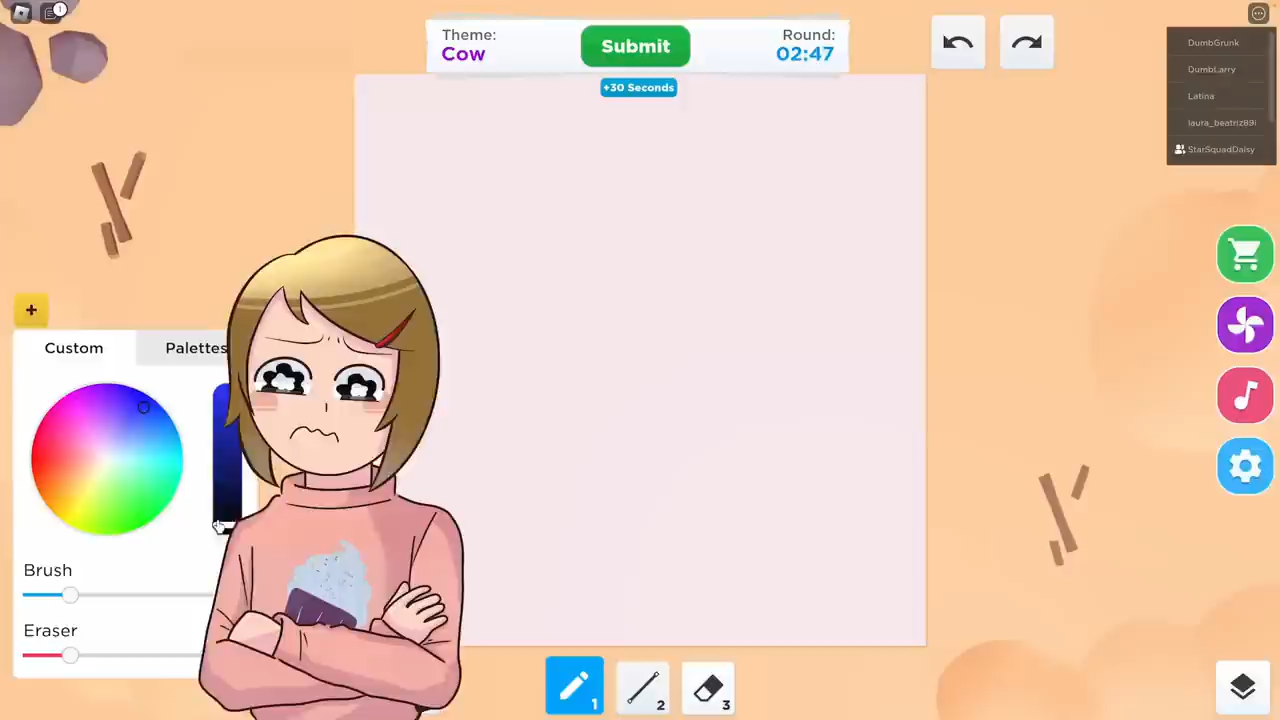 1
Theme:
Cow
Submit
Round:
02:47
+30 Seconds
DumbGrunk
DumbLarry
Latina
laura_beatriz89i
StarSquadDaisy
+
Custom
Palettes
Brush
Eraser
1
2
3